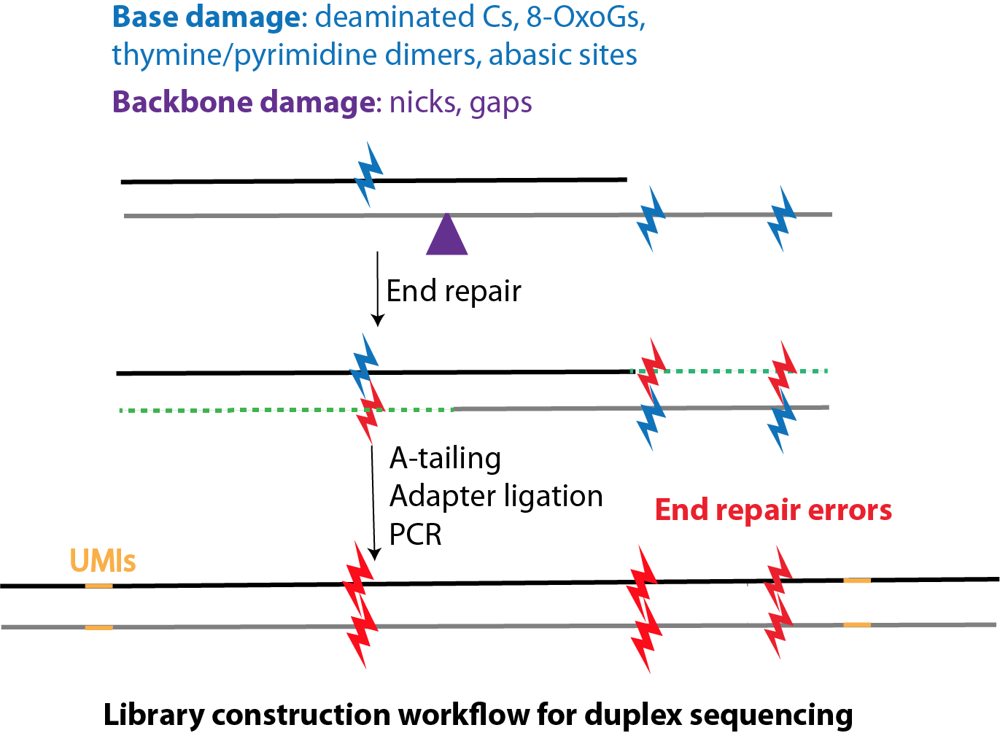 Base damage: deaminated Cs, 8-OxoGs,
thymine/pyrimidine dimers, abasic sites
Backbone damage: nicks, gaps
End repair
A-tailing
Adapter ligation
PCR
End repair errors
UMIs
Library construction workflow for duplex sequencing